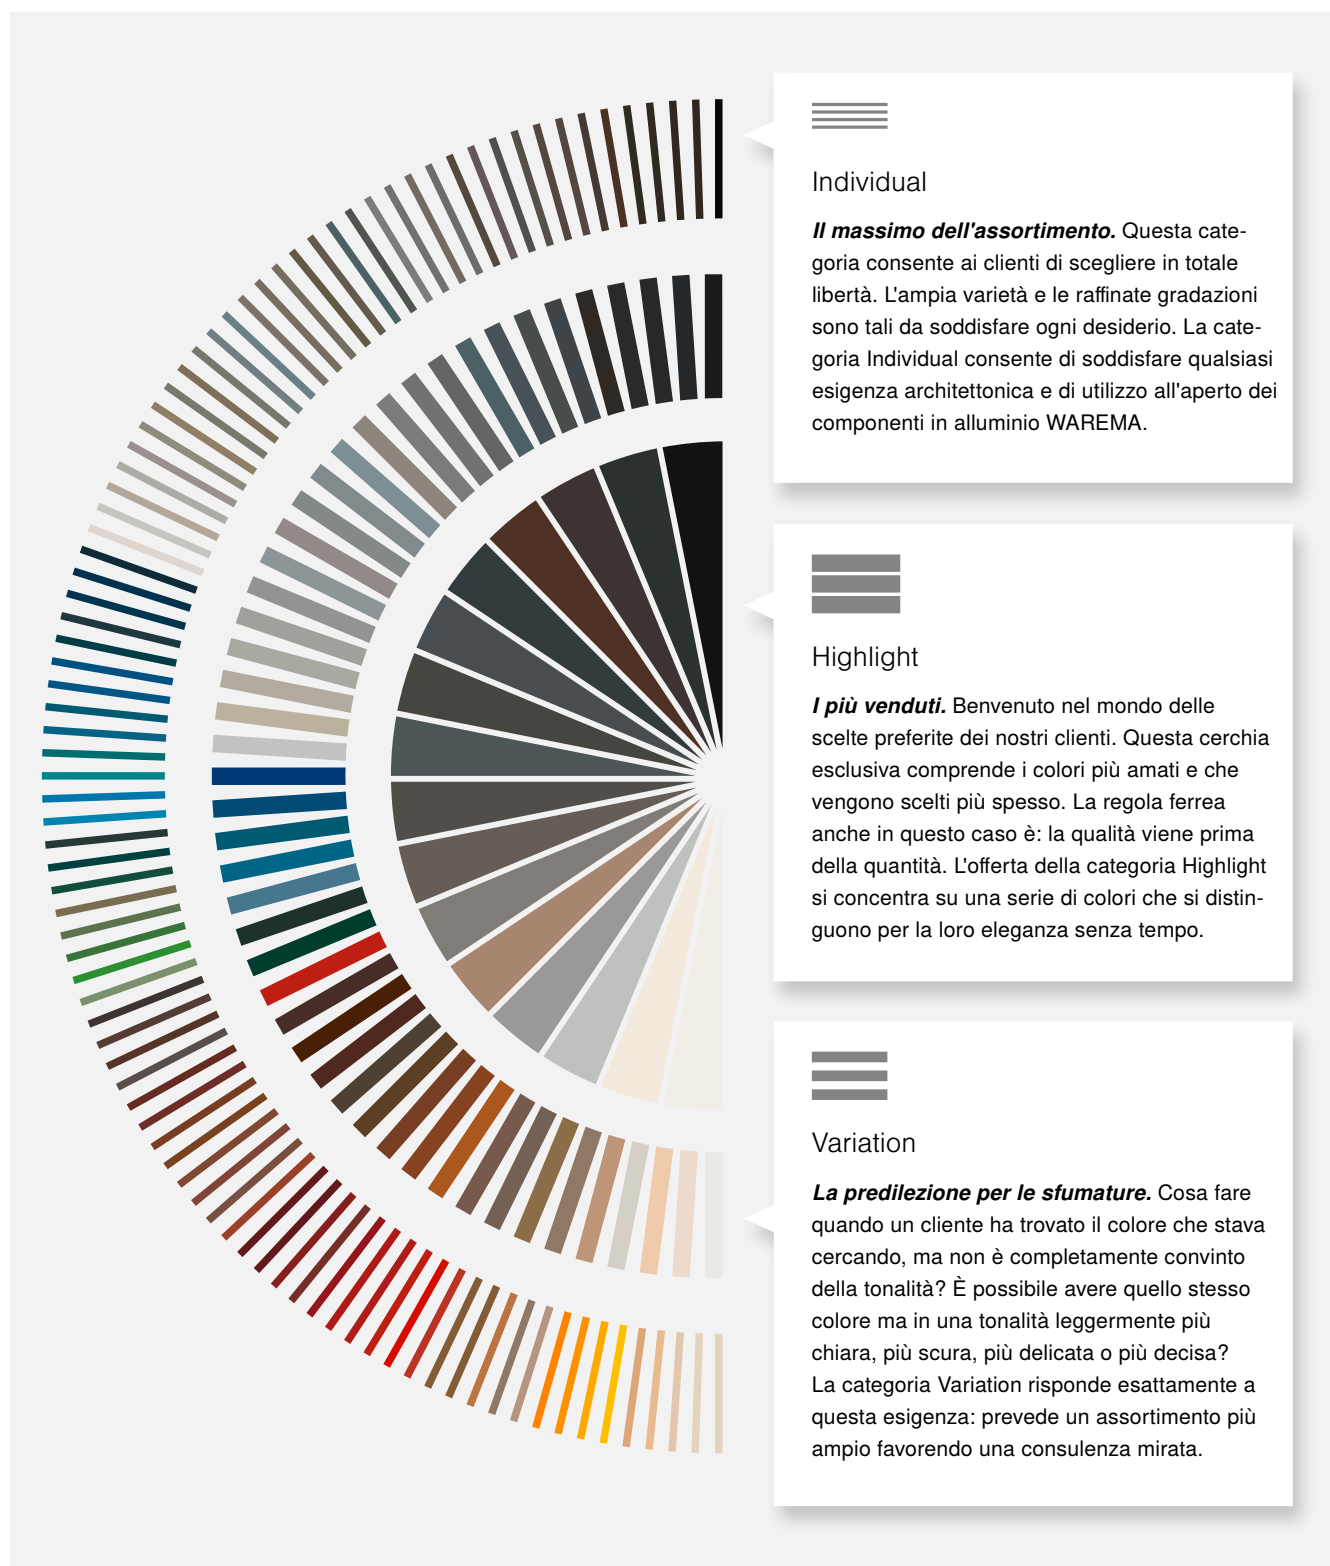 Individual
Il massimo dell'assortimento. Questa cate-
goria consente ai clienti di scegliere in totale
libertà. L'ampia varietà e le raffinate gradazioni
sono tali da soddisfare ogni desiderio. La cate-
goria Individual consente di soddisfare qualsiasi
esigenza architettonica e di utilizzo all'aperto dei
componenti in alluminio WAREMA.
Highlight
I più venduti. Benvenuto nel mondo delle
scelte preferite dei nostri clienti. Questa cerchia
esclusiva comprende i colori più amati e che
vengono scelti più spesso. La regola ferrea
anche in questo caso è: la qualità viene prima
della quantità. L'offerta della categoria Highlight
si concentra su una serie di colori che si distin-
guono per la loro eleganza senza tempo.
Variation
La predilezione per le sfumature. Cosa fare
quando un cliente ha trovato il colore che stava
cercando, ma non è completamente convinto
della tonalità? È possibile avere quello stesso
colore ma in una tonalità leggermente più
chiara, più scura, più delicata o più decisa?
La categoria Variation risponde esattamente a
questa esigenza: prevede un assortimento più
ampio favorendo una consulenza mirata.